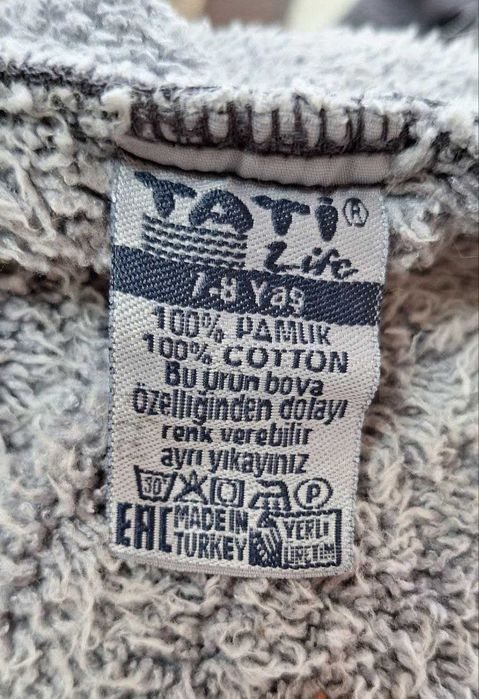 TATi®
Life
7-8 Yaş
100% PAMUK
100% COTTON
Bu ürün boya
özelliğinden dolayı
renk verebilir
ayrı yıkayınız
30 P
EAC MADE IN TURKEY YERLİ ÜRETİM